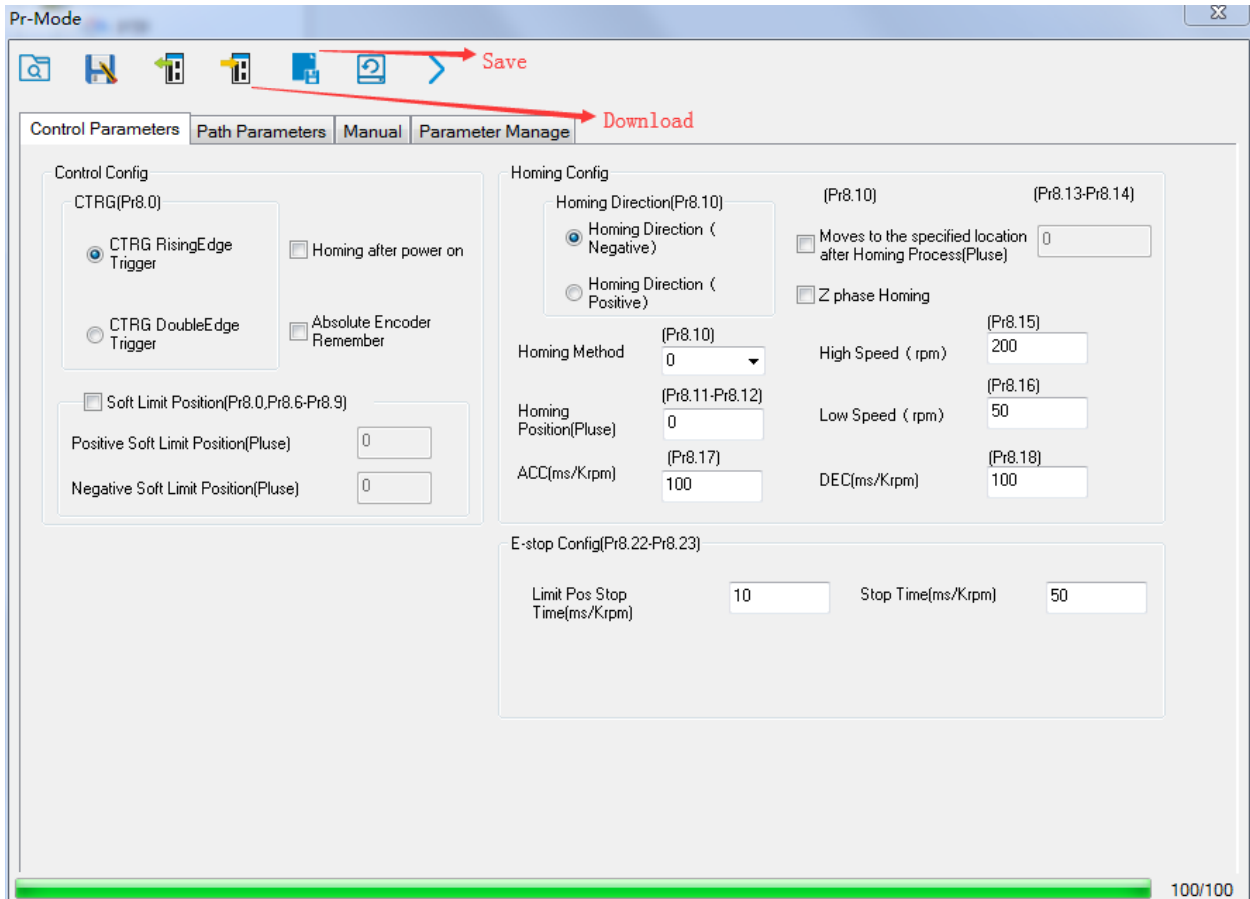 Pr-Mode
Save
Download
Control Parameters
Path Parameters
Manual
Parameter Manage
Control Config
CTRG(Pr8.0)
CTRG RisingEdge
Trigger
Homing after power on
CTRG DoubleEdge
Trigger
Absolute Encoder
Remember
Soft Limit Position(Pr8.0,Pr8.6-Pr8.9)
Positive Soft Limit Position(Pluse)
0
Negative Soft Limit Position(Pluse)
0
Homing Config
Homing Direction(Pr8.10)
Homing Direction (
Negative)
Homing Direction (
Positive)
(Pr8.10)
(Pr8.13-Pr8.14)
Moves to the specified location
after Homing Process(Pluse)
0
Z phase Homing
Homing Method
(Pr8.10)
0
High Speed ( rpm)
(Pr8.15)
200
Homing
Position(Pluse)
(Pr8.11-Pr8.12)
0
Low Speed ( rpm)
(Pr8.16)
50
ACC(ms/Krpm)
(Pr8.17)
100
DEC(ms/Krpm)
(Pr8.18)
100
E-stop Config(Pr8.22-Pr8.23)
Limit Pos Stop
Time(ms/Krpm)
10
Stop Time(ms/Krpm)
50
100/100